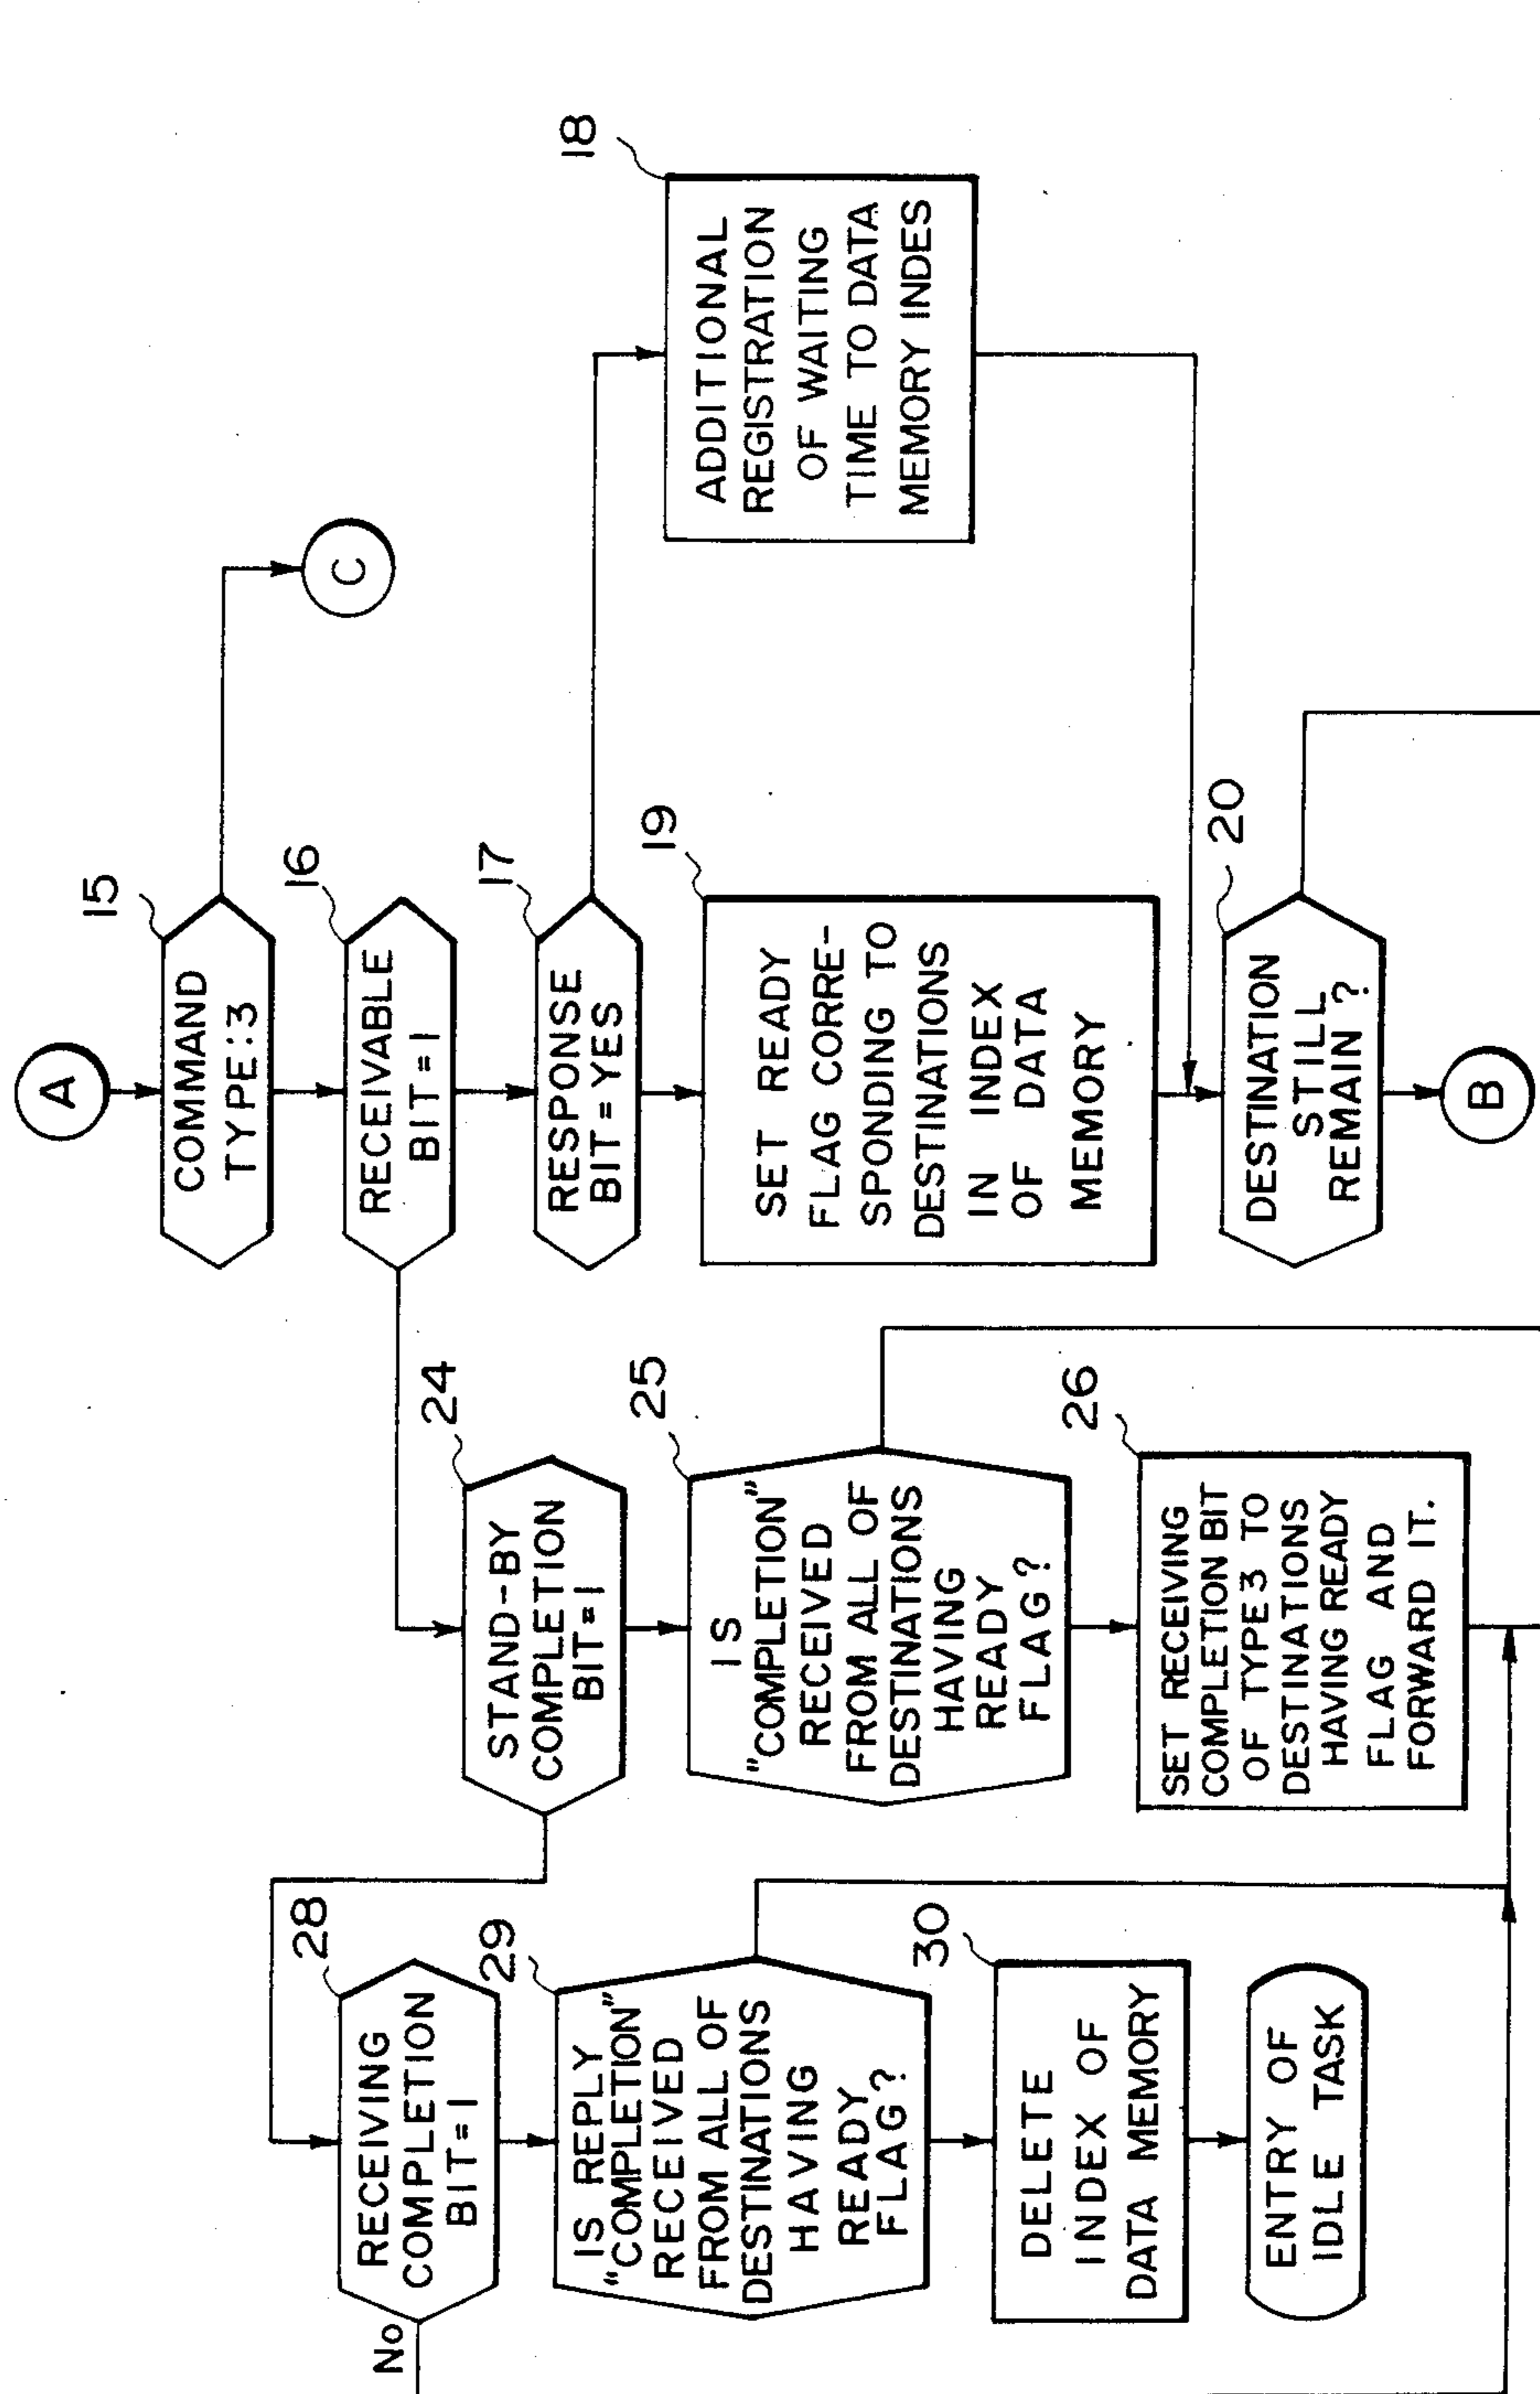 A
15
COMMAND
TYPE:3
C
16
RECEIVABLE
BIT=1
17
RESPONSE
BIT=YES
18
ADDITIONAL
REGISTRATION
OF WAITING
TIME TO DATA
MEMORY INDES
19
SET READY
FLAG CORRE-
SPONDING TO
DESTINATIONS
IN INDEX
OF DATA
MEMORY
20
DESTINATION
STILL
REMAIN ?
B
24
STAND-BY
COMPLETION
BIT=1
25
IS
"COMPLETION"
RECEIVED
FROM ALL OF
DESTINATIONS
HAVING
READY
FLAG?
26
SET RECEIVING
COMPLETION BIT
OF TYPE 3 TO
DESTINATIONS
HAVING READY
FLAG AND
FORWARD IT.
28
RECEIVING
COMPLETION
BIT=1
No
29
IS REPLY
"COMPLETION"
RECEIVED
FROM ALL OF
DESTINATIONS
HAVING
READY
FLAG?
30
DELETE
INDEX OF
DATA MEMORY
ENTRY OF
IDLE TASK